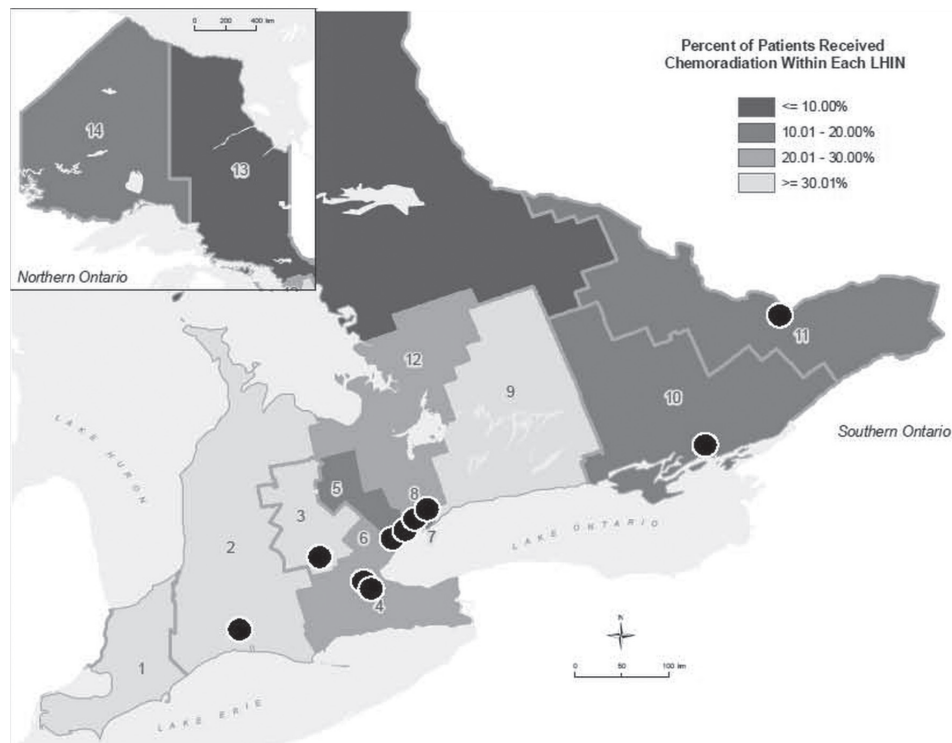 0 200 400 km
Percent of Patients Received
Chemoradiation Within Each LHIN
<= 10.00%
10.01 - 20.00%
20.01 - 30.00%
>= 30.01%
14
13
Northern Ontario
12
11
9
10
Southern Ontario
LAKE HURON
5
8
3
6
7
LAKE ONTARIO
2
4
N
0 50 100 km
1
LAKE ERIE